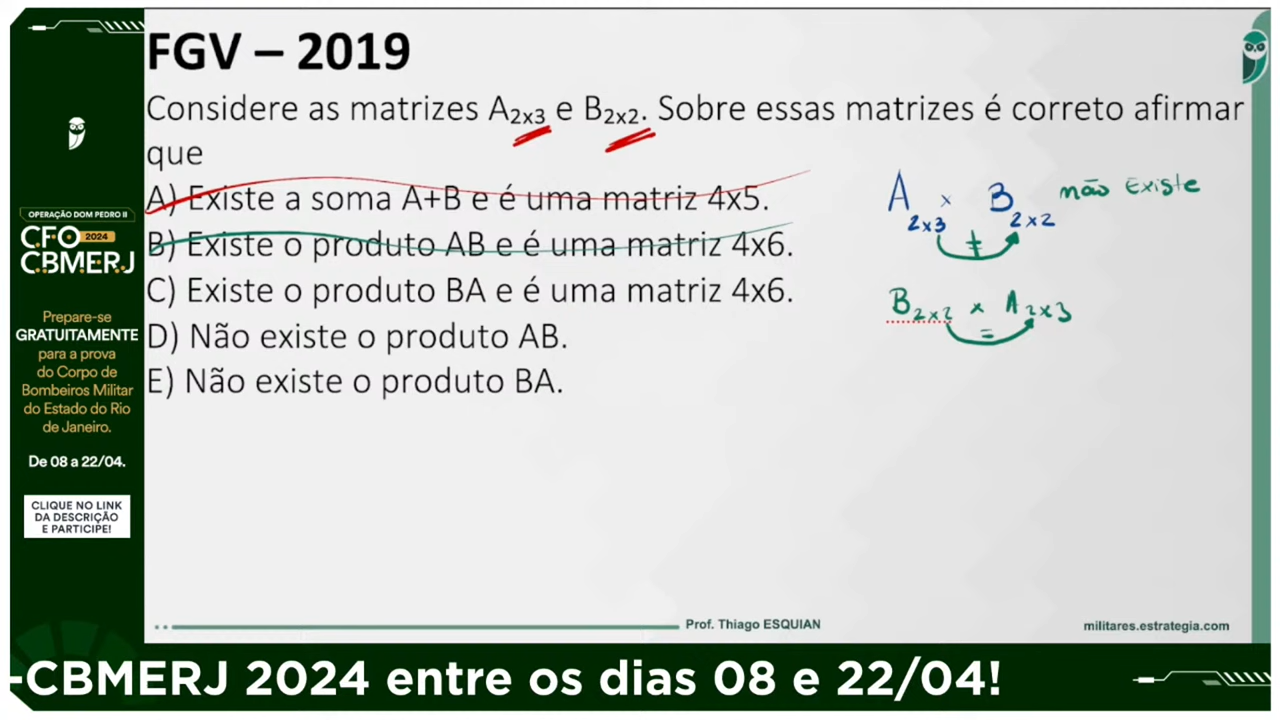 FGV – 2019
Considere as matrizes A2x3 e B2x2. Sobre essas matrizes é correto afirmar
que
A) Existe a soma A+B e é uma matriz 4x5.
B) Existe o produto AB e é uma matriz 4x6.
C) Existe o produto BA e é uma matriz 4x6.
D) Não existe o produto AB.
E) Não existe o produto BA.
A 2x3 x B 2x2 não Existe
≠
B 2x2 x A 2x3
=
OPERAÇÃO DOM PEDRO II
CFO 2024
CBMERJ
Prepare-se
GRATUITAMENTE
para a prova
do Corpo de
Bombeiros Militar
do Estado do Rio
de Janeiro.
De 08 a 22/04.
CLIQUE NO LINK
DA DESCRIÇÃO
E PARTICIPE!
Prof. Thiago ESQUIAN
militares.estrategia.com
-CBMERJ 2024 entre os dias 08 e 22/04!